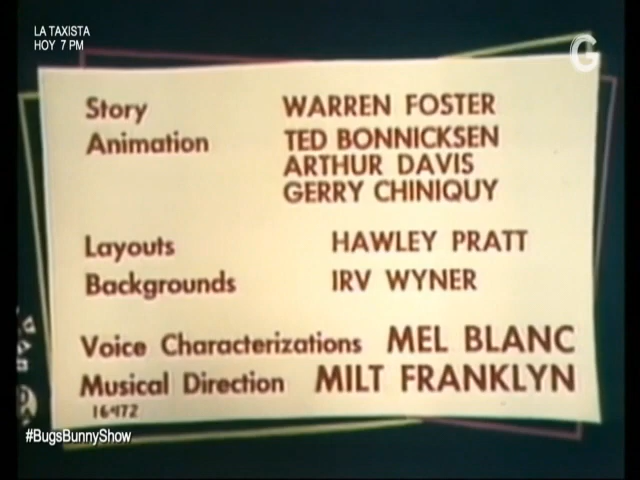 LA TAXISTA
HOY 7 PM
G
Story WARREN FOSTER
Animation TED BONNICKSEN
ARTHUR DAVIS
GERRY CHINIQUY
Layouts HAWLEY PRATT
Backgrounds IRV WYNER
Voice Characterizations MEL BLANC
Musical Direction MILT FRANKLYN
16472
#BugsBunnyShow